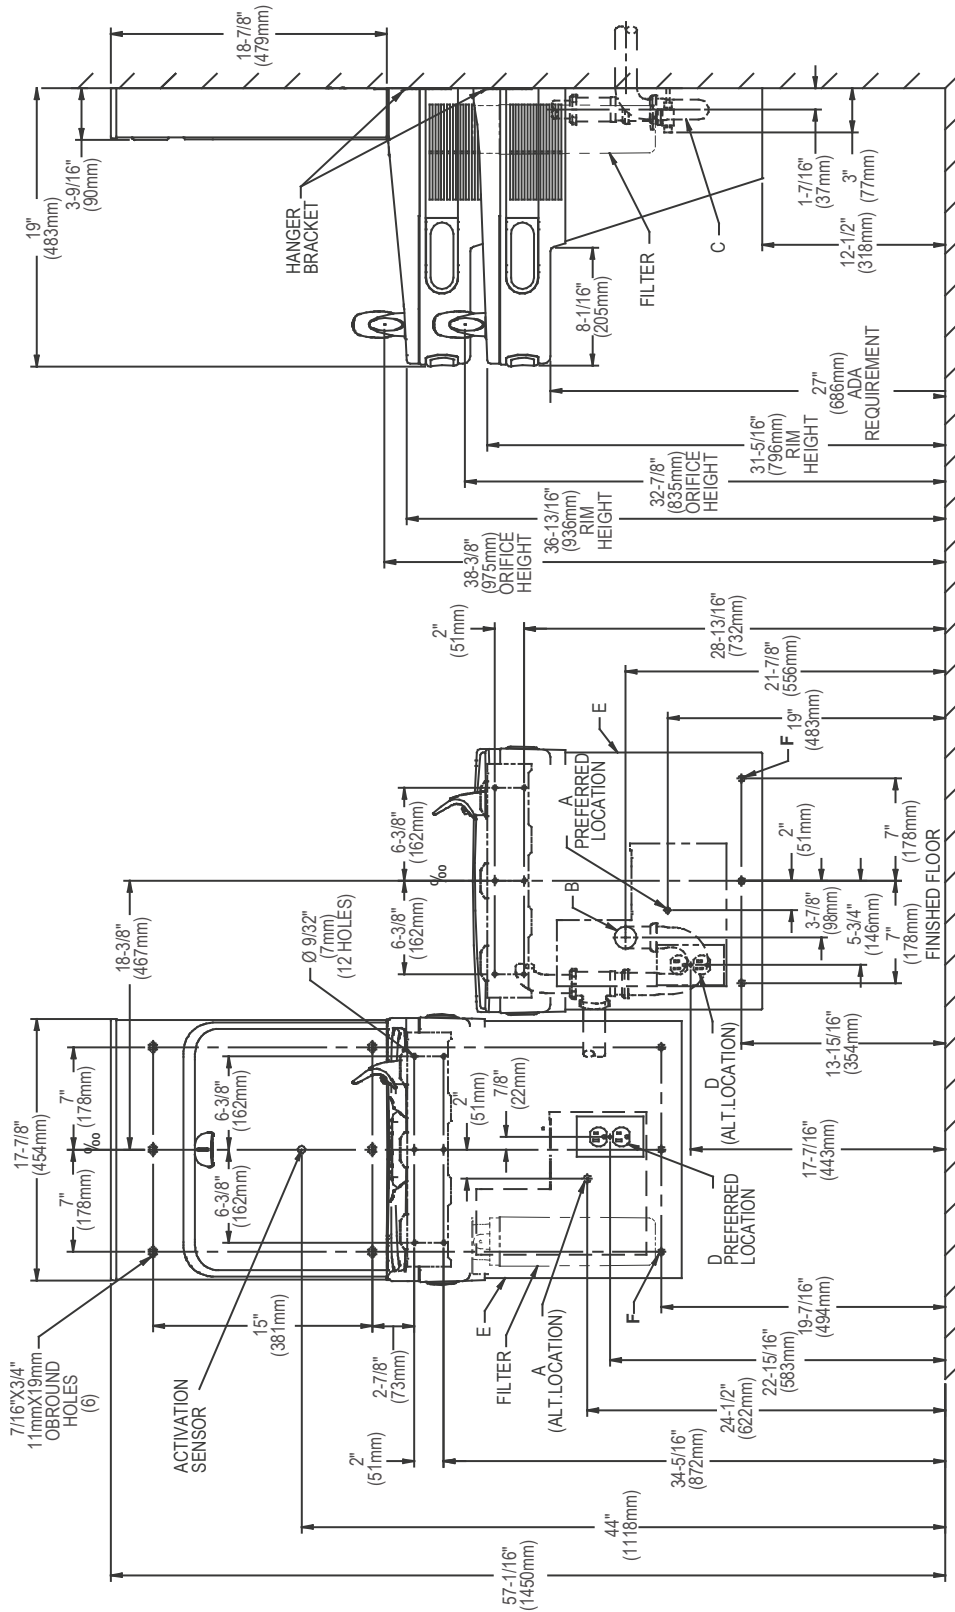 7/16"X3/4"
11mmX19mm
OBROUND
HOLES
(6)
ACTIVATION
SENSOR
17-7/8"
(454mm)
7"
(178mm)
7"
(178mm)
‰
18-3/8"
(467mm)
6-3/8"
(162mm)
6-3/8"
(162mm)
15"
(381mm)
2-7/8"
(73mm)
2"
(51mm)
57-1/16"
(1450mm)
44"
(1118mm)
34-5/16"
(872mm)
24-1/2"
(622mm)
22-15/16"
(583mm)
19-7/16"
(494mm)
E
FILTER
A
(ALT.LOCATION)
F
D
PREFERRED
LOCATION
2"
(51mm)
7/8"
(22mm)
Ø 9/32"
(7mm)
(12 HOLES)
6-3/8"
(162mm)
6-3/8"
(162mm)
‰
B
A
PREFERRED
LOCATION
E
F
D
(ALT.LOCATION)
17-7/16"
(443mm)
13-15/16"
(354mm)
2"
(51mm)
3-7/8"
(98mm)
5-3/4"
(146mm)
7"
(178mm)
7"
(178mm)
FINISHED FLOOR
2"
(51mm)
28-13/16"
(732mm)
21-7/8"
(556mm)
19"
(483mm)
19"
(483mm)
3-9/16"
(90mm)
18-7/8"
(479mm)
HANGER
BRACKET
38-3/8"
(975mm)
ORIFICE
HEIGHT
36-13/16"
(936mm)
RIM
HEIGHT
32-7/8"
(835mm)
ORIFICE
HEIGHT
31-5/16"
(796mm)
RIM
HEIGHT
27"
(686mm)
ADA
REQUIREMENT
8-1/16"
(205mm)
FILTER
C
1-7/16"
(37mm)
3"
(77mm)
12-1/2"
(318mm)